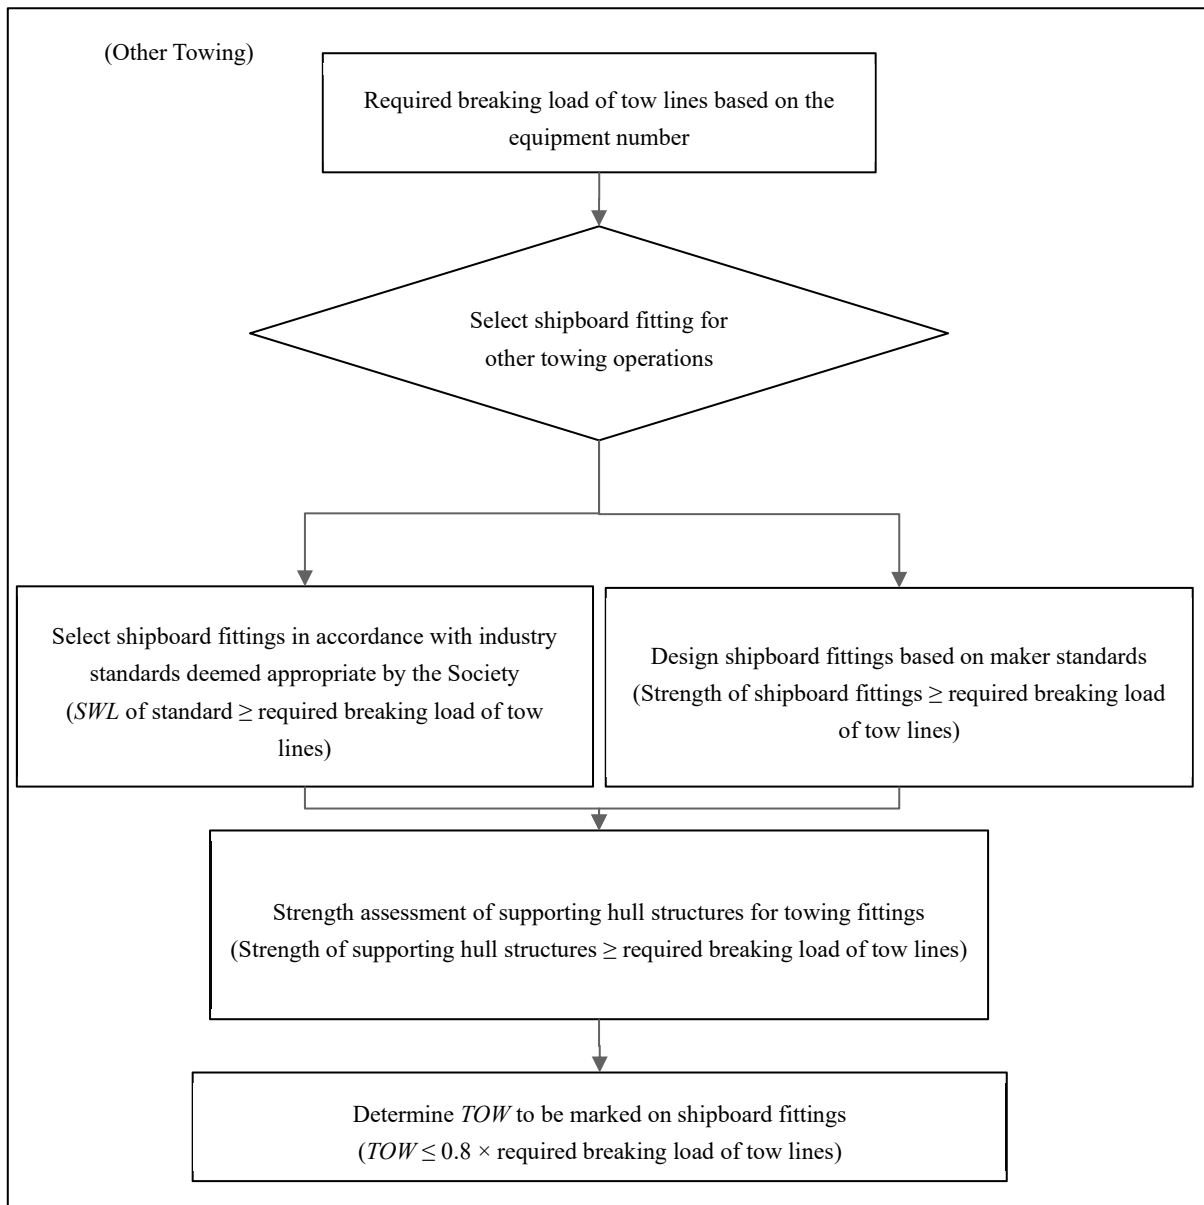 (Other Towing)
Required breaking load of tow lines based on the
equipment number
Select shipboard fitting for
other towing operations
Select shipboard fittings in accordance with industry
standards deemed appropriate by the Society
(SWL of standard ≥ required breaking load of tow
lines)
Design shipboard fittings based on maker standards
(Strength of shipboard fittings ≥ required breaking load
of tow lines)
Strength assessment of supporting hull structures for towing fittings
(Strength of supporting hull structures ≥ required breaking load of tow lines)
Determine TOW to be marked on shipboard fittings
(TOW ≤ 0.8 × required breaking load of tow lines)